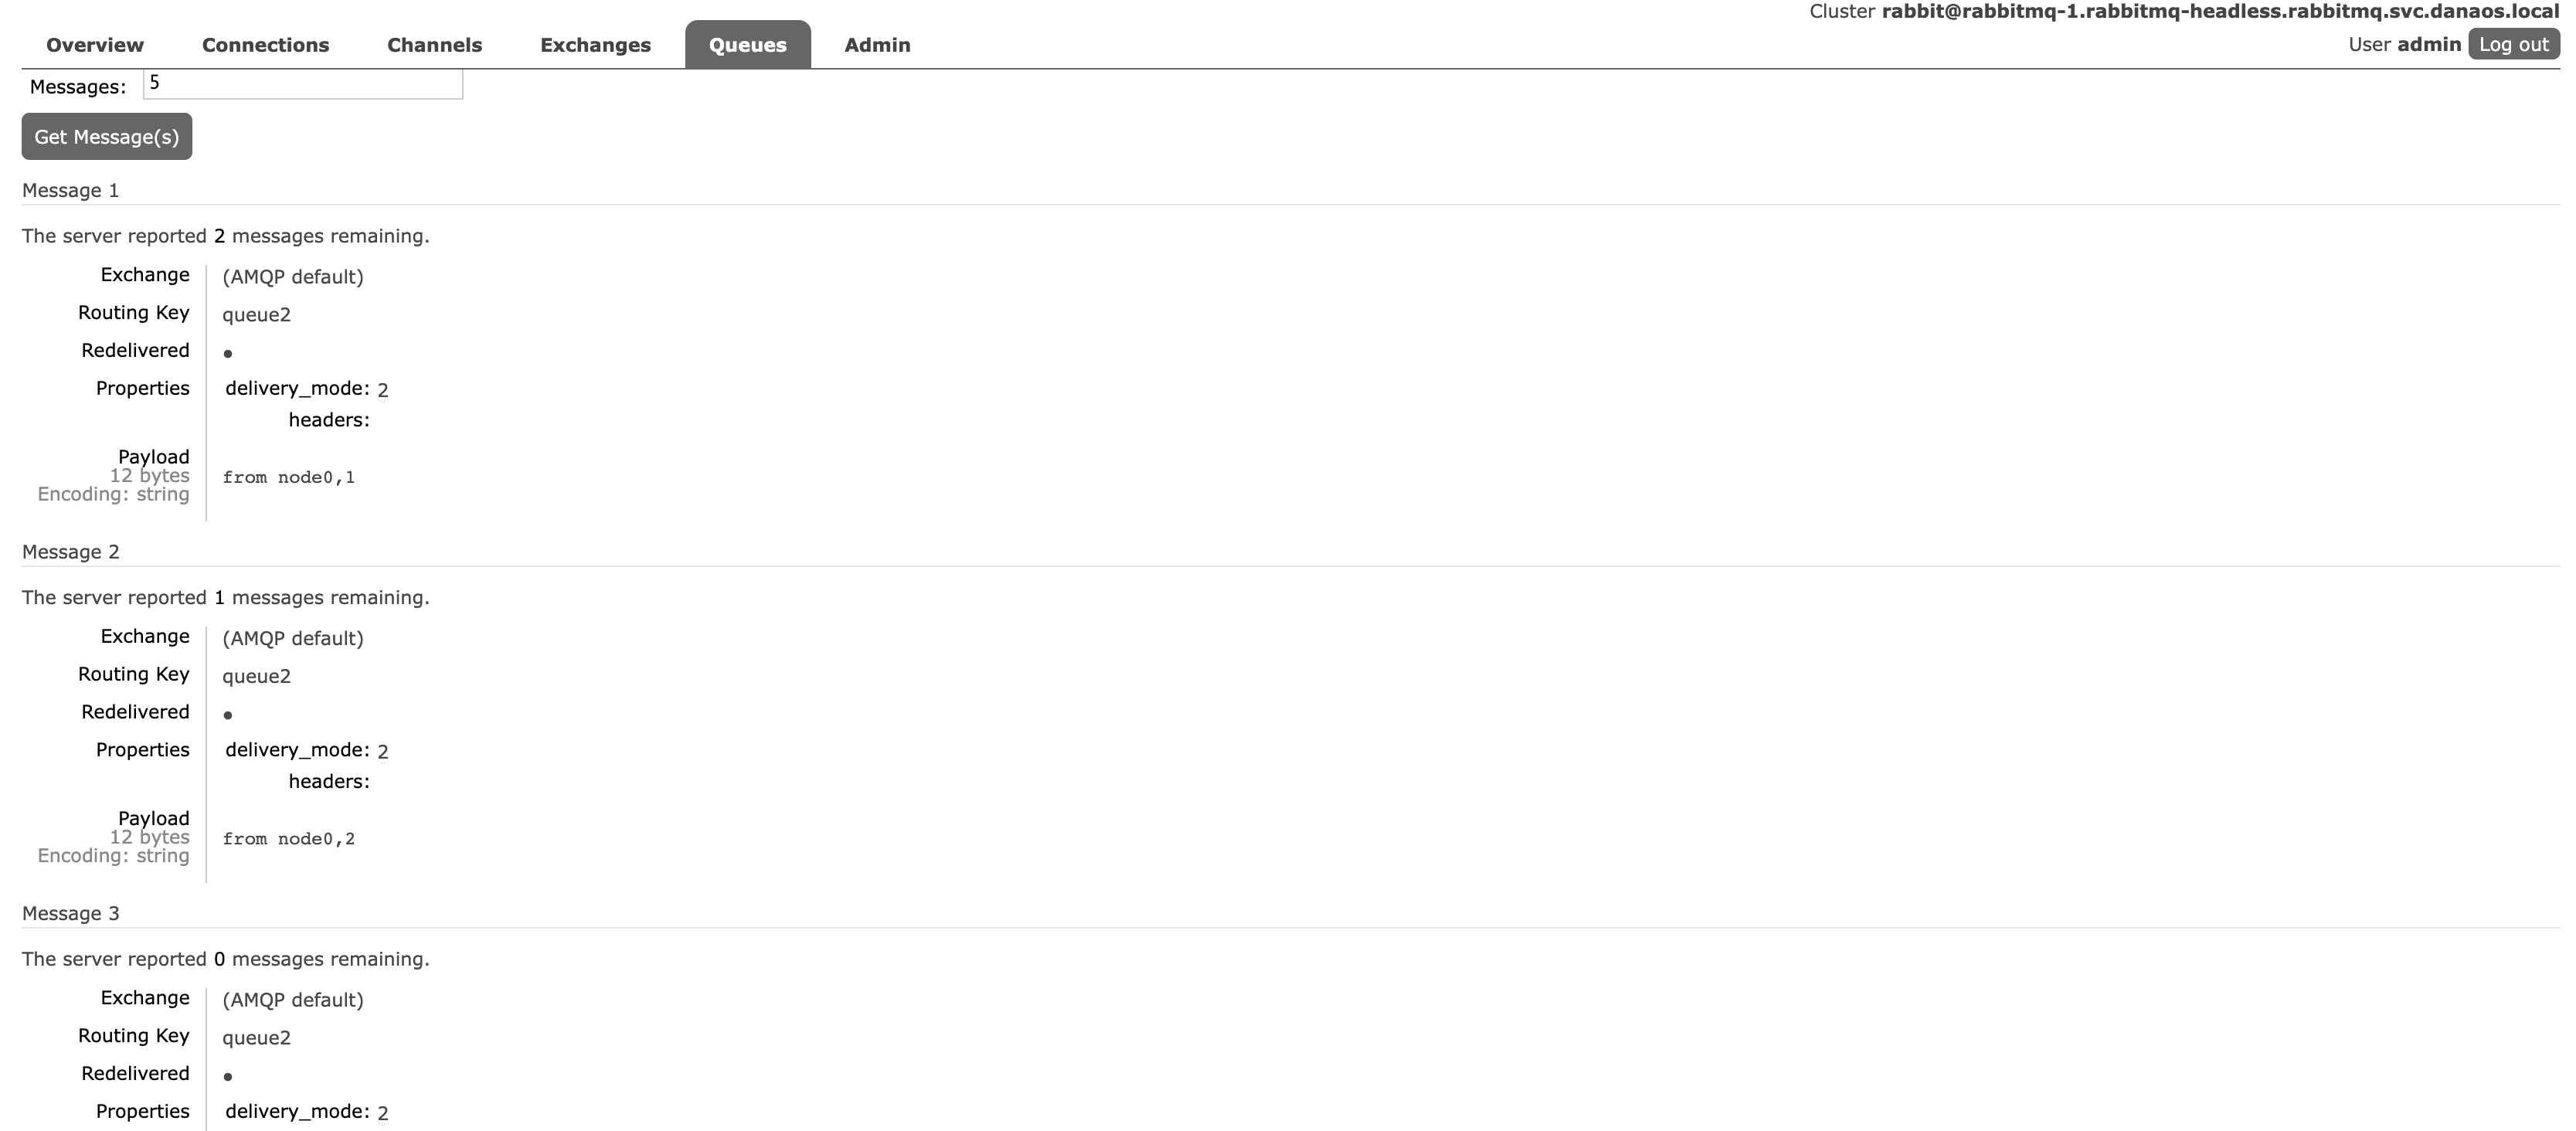 Cluster rabbit@rabbitmq-1.rabbitmq-headless.rabbitmq.svc.danaos.local
Overview Connections Channels Exchanges Queues Admin
User admin Log out
Messages: 5
Get Message(s)
Message 1
The server reported 2 messages remaining.
Exchange (AMQP default)
Routing Key queue2
Redelivered ●
Properties delivery_mode: 2
headers:
Payload
12 bytes
from node0,1
Encoding: string
Message 2
The server reported 1 messages remaining.
Exchange (AMQP default)
Routing Key queue2
Redelivered ●
Properties delivery_mode: 2
headers:
Payload
12 bytes
from node0,2
Encoding: string
Message 3
The server reported 0 messages remaining.
Exchange (AMQP default)
Routing Key queue2
Redelivered ●
Properties delivery_mode: 2